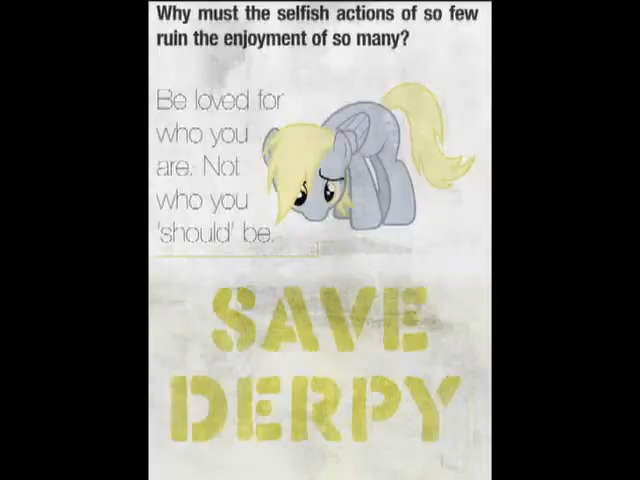 Why must the selfish actions of so few
ruin the enjoyment of so many?
Be loved for
who you
are. Not
who you
'should' be.
SAVE
DERPY